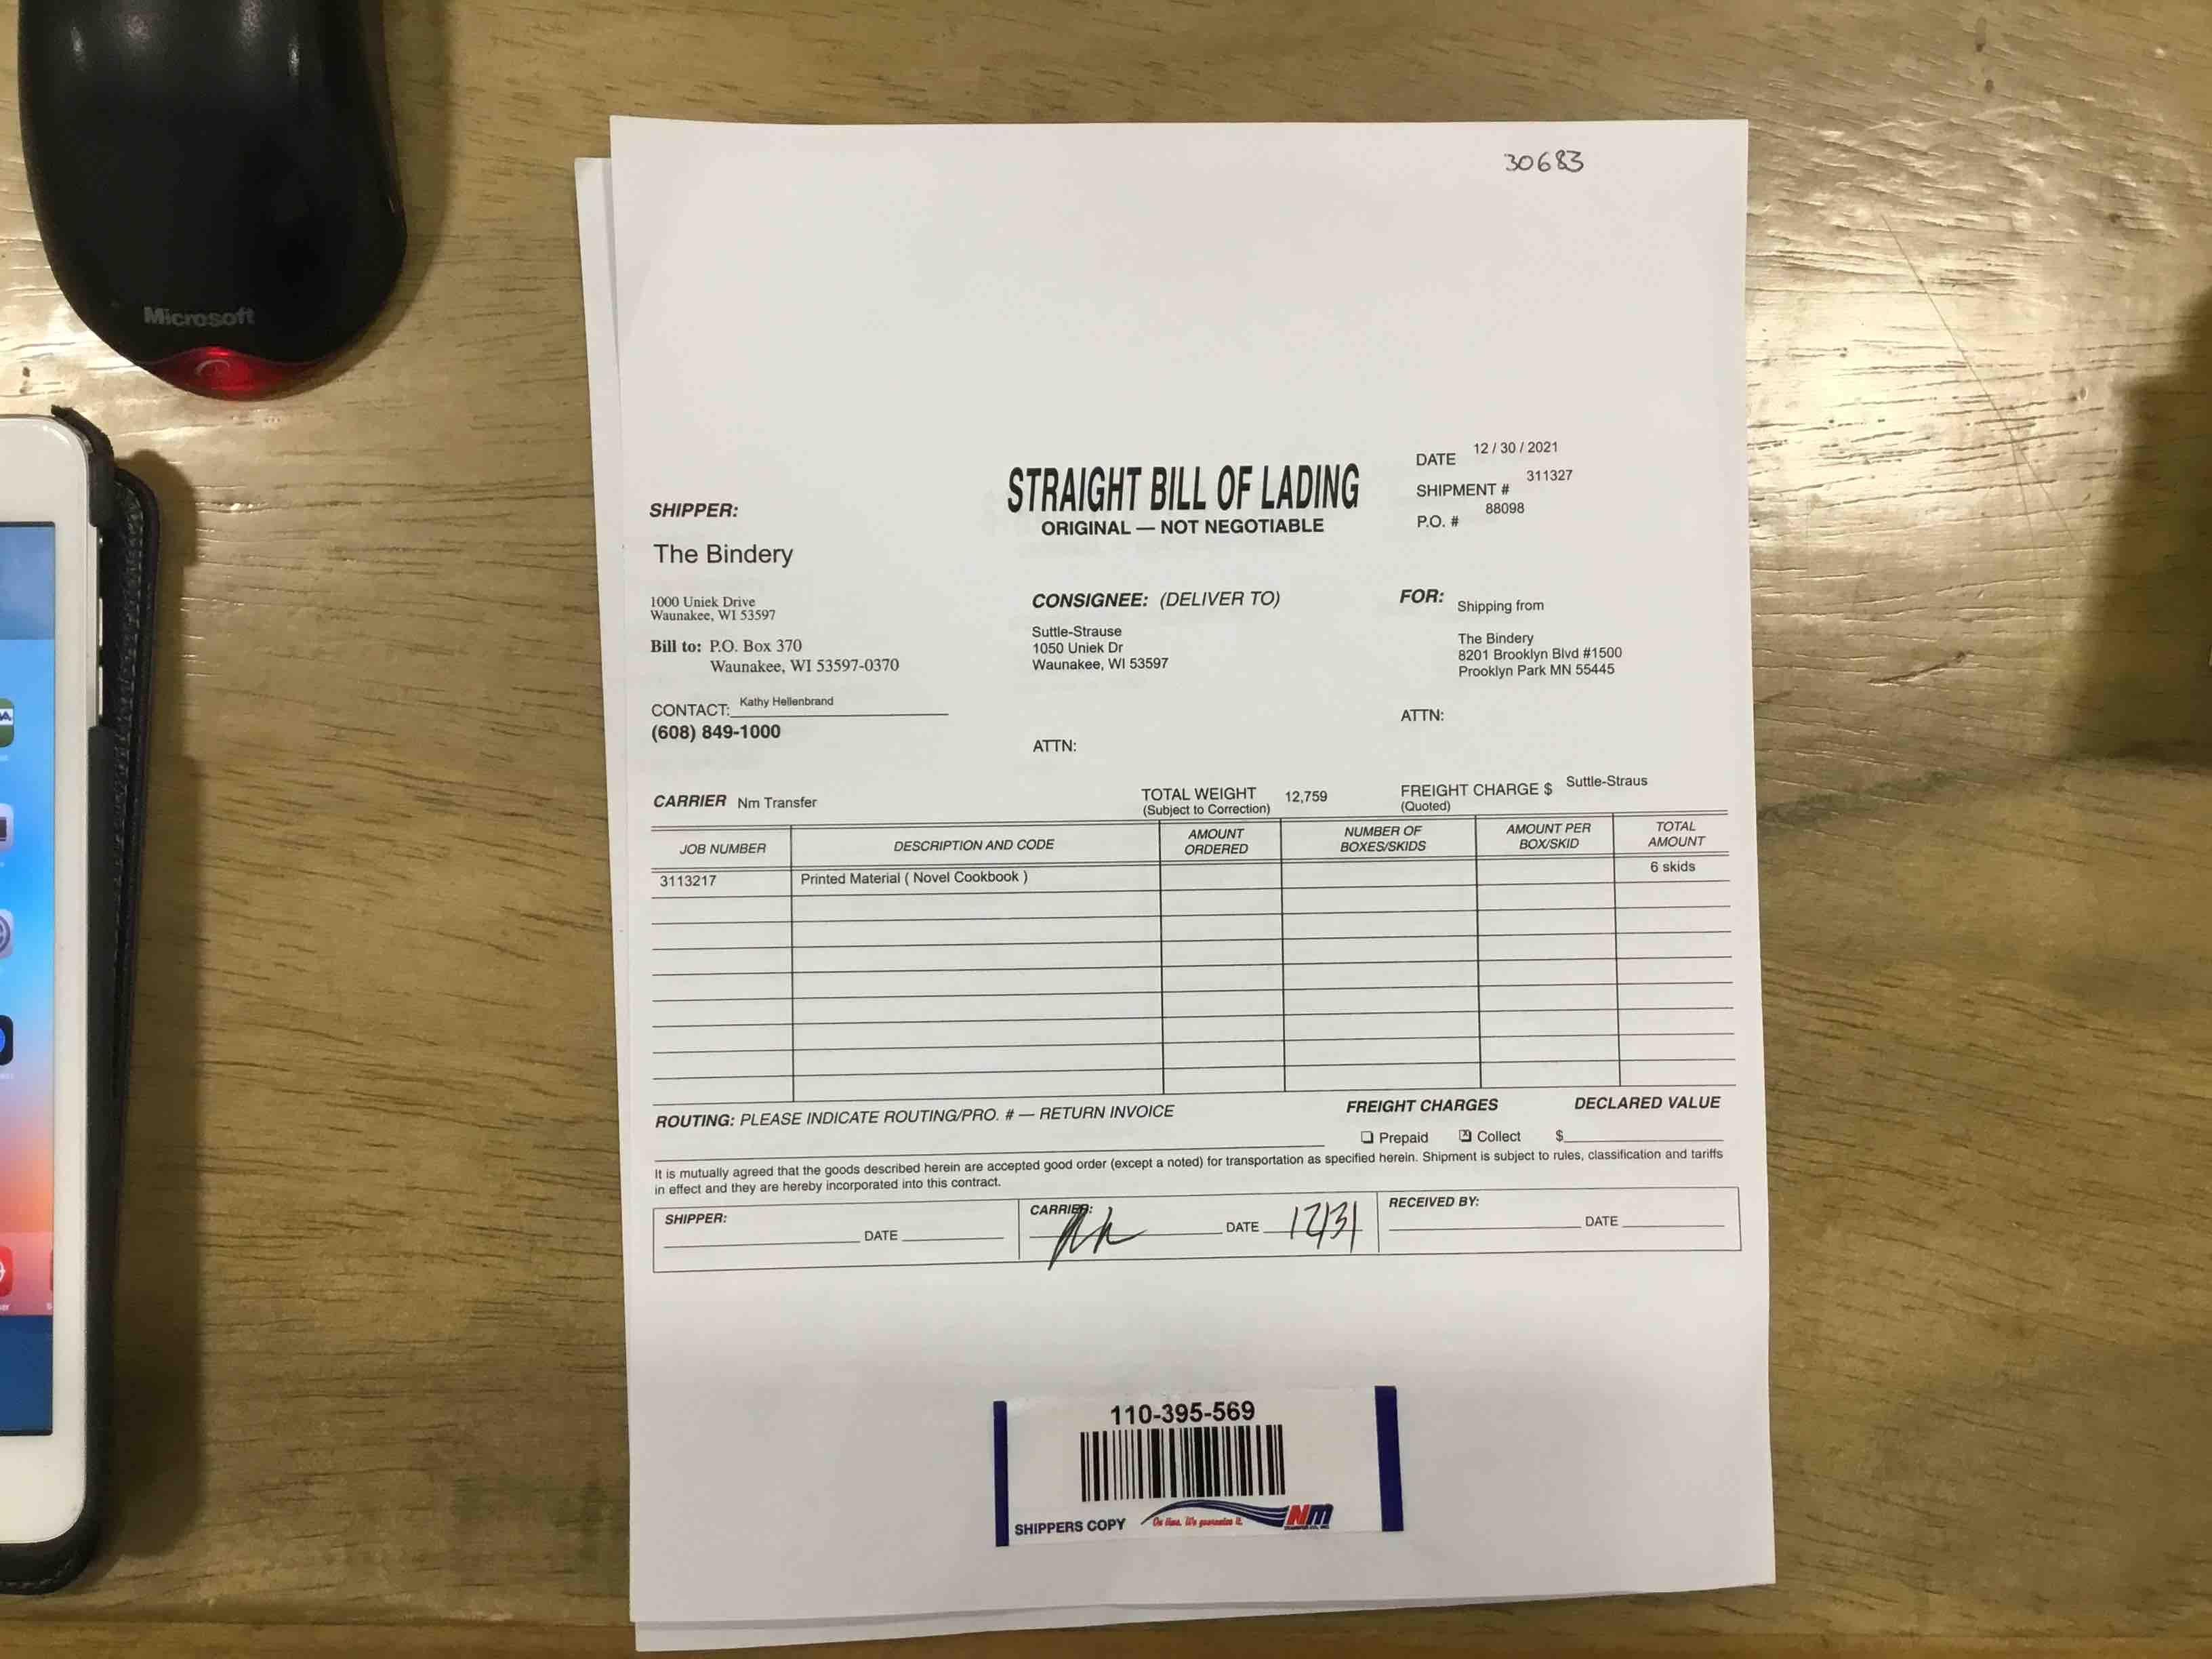 Microsoft
30683
STRAIGHT BILL OF LADING
ORIGINAL — NOT NEGOTIABLE
DATE 12 / 30 / 2021
SHIPMENT # 311327
P.O. # 88098
SHIPPER:
The Bindery
1000 Uniek Drive
Waunakee, WI 53597
Bill to: P.O. Box 370
Waunakee, WI 53597-0370
CONTACT: Kathy Hellenbrand
(608) 849-1000
CONSIGNEE: (DELIVER TO)
Suttle-Strause
1050 Uniek Dr
Waunakee, WI 53597
ATTN:
FOR: Shipping from
The Bindery
8201 Brooklyn Blvd #1500
Prooklyn Park MN 55445
ATTN:
CARRIER Nm Transfer
TOTAL WEIGHT 12,759
(Subject to Correction)
FREIGHT CHARGE $ Suttle-Straus
(Quoted)
JOB NUMBER DESCRIPTION AND CODE AMOUNT ORDERED NUMBER OF BOXES/SKIDS AMOUNT PER BOX/SKID TOTAL AMOUNT
3113217 Printed Material ( Novel Cookbook ) 6 skids
ROUTING: PLEASE INDICATE ROUTING/PRO. # — RETURN INVOICE
FREIGHT CHARGES DECLARED VALUE
Prepaid Collect $
It is mutually agreed that the goods described herein are accepted good order (except a noted) for transportation as specified herein. Shipment is subject to rules, classification and tariffs
in effect and they are hereby incorporated into this contract.
SHIPPER: DATE
CARRIER: DATE 12/31
RECEIVED BY: DATE
110-395-569
SHIPPERS COPY On time. We guarantee it. NM